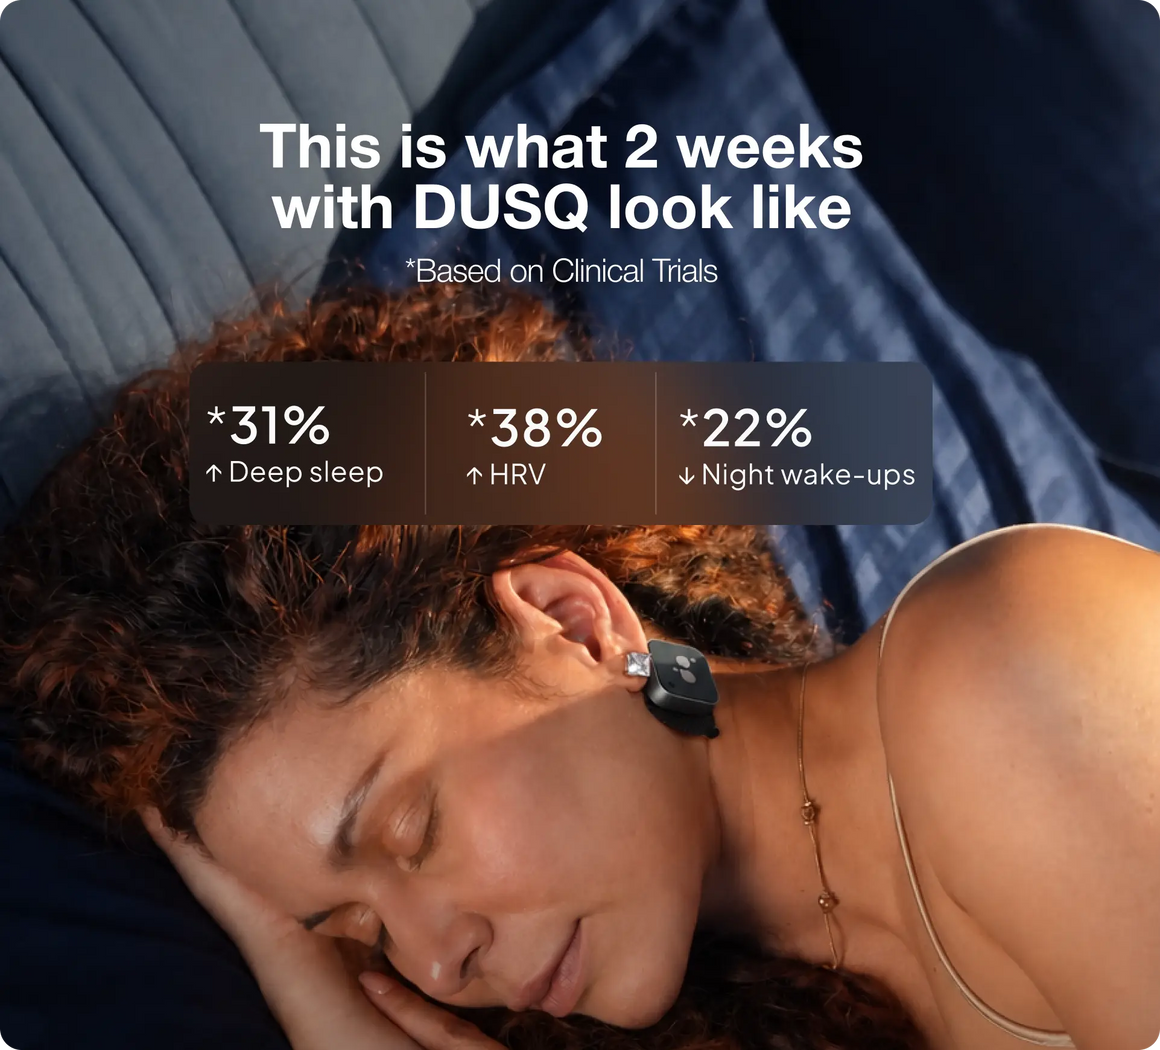 This is what 2 weeks
with DUSQ look like
*Based on Clinical Trials
*31%
↑ Deep sleep
*38%
↑ HRV
*22%
↓ Night wake-ups